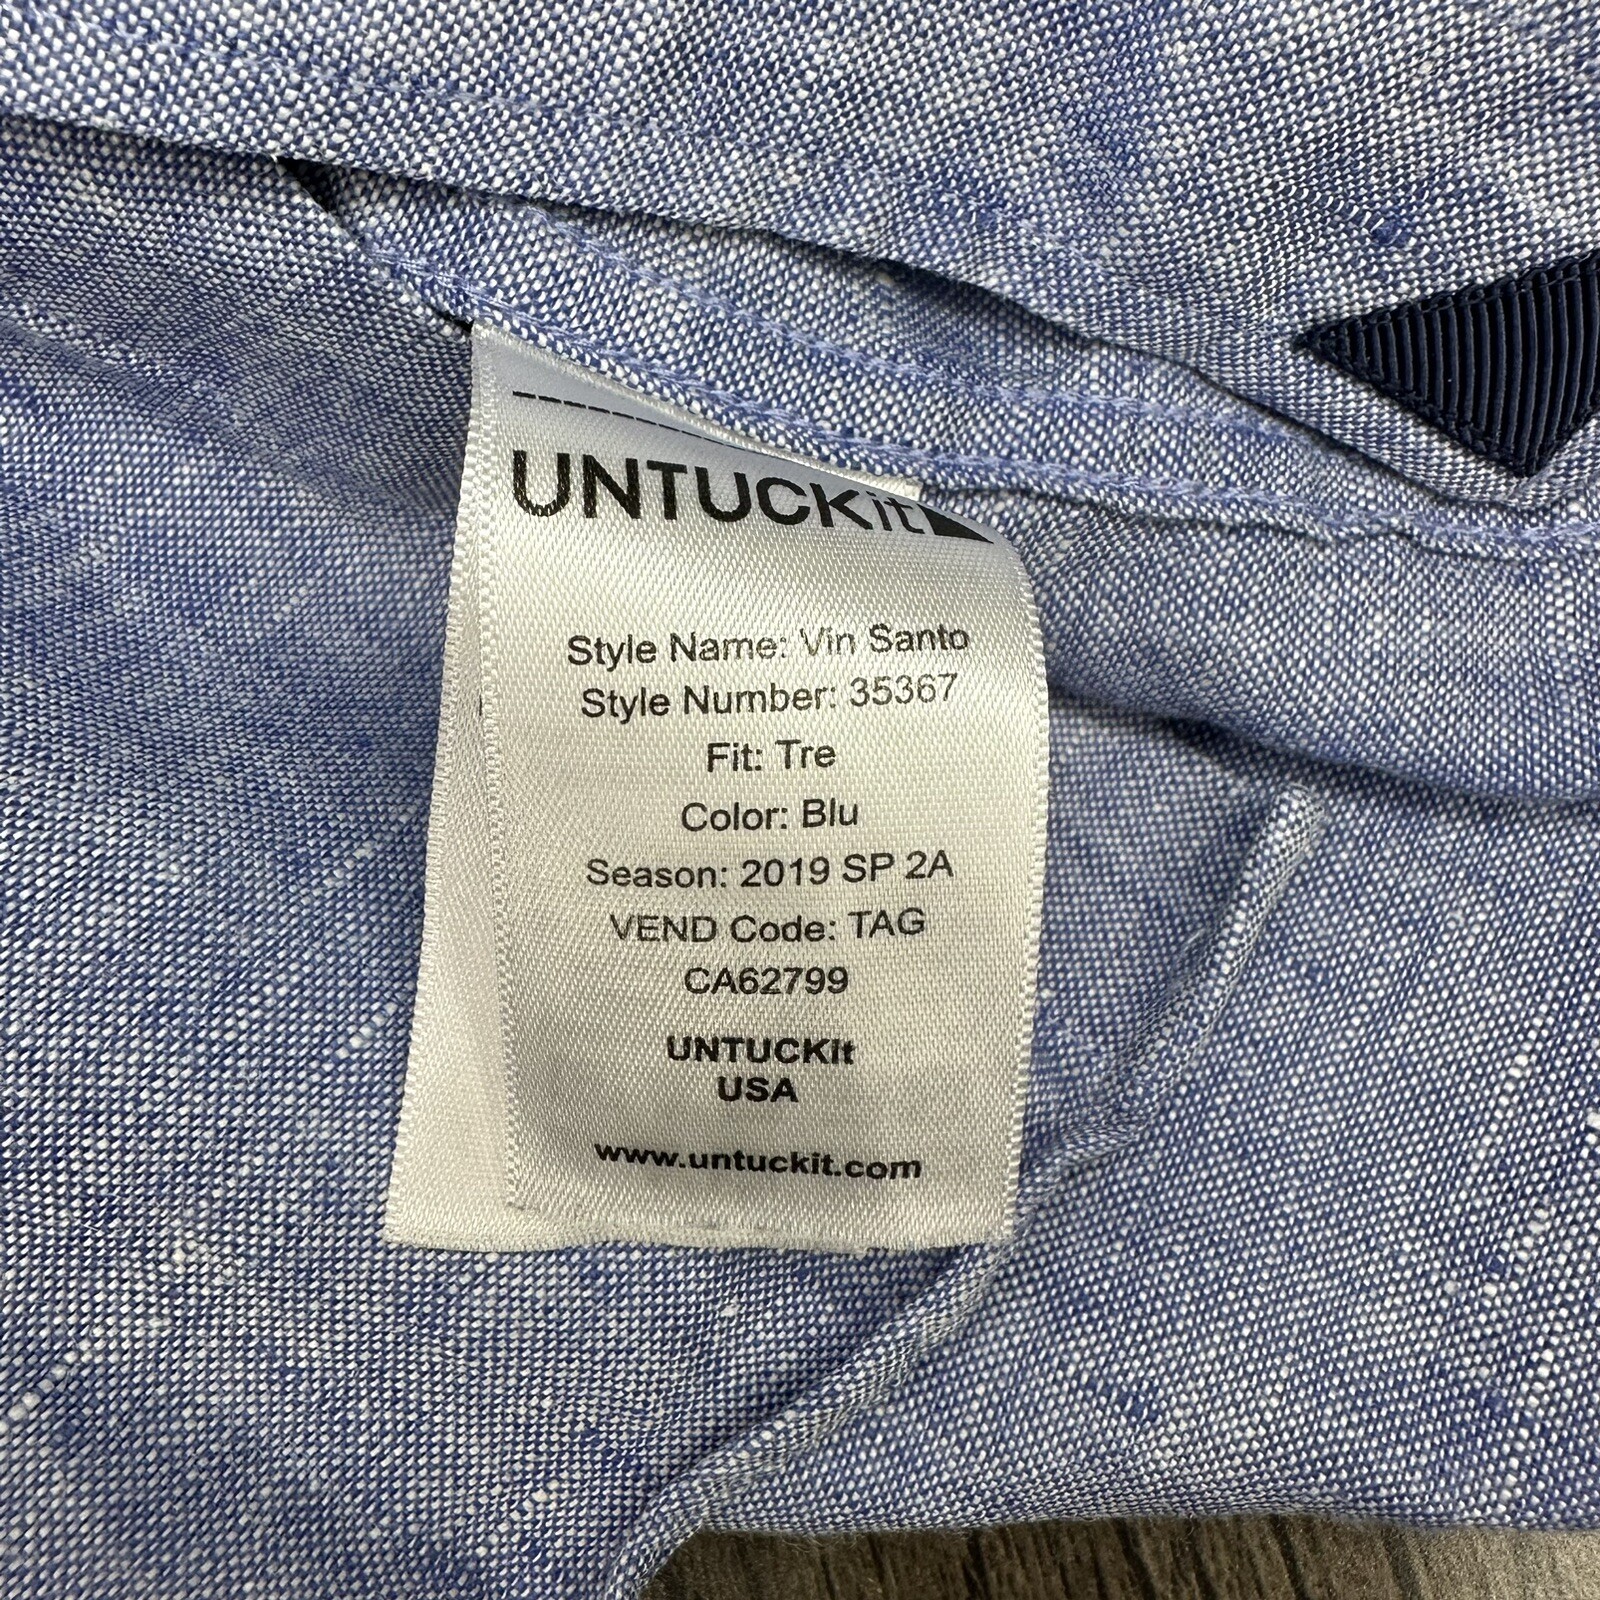 UNTUCKit
Style Name: Vin Santo
Style Number: 35367
Fit: Tre
Color: Blu
Season: 2019 SP 2A
VEND Code: TAG
CA62799
UNTUCKit
USA
www.untuckit.com